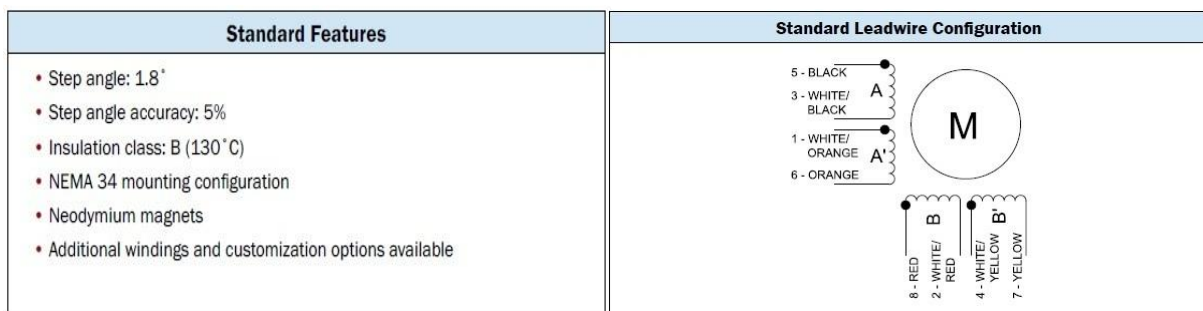 Standard Features
• Step angle: 1.8°
• Step angle accuracy: 5%
• Insulation class: B (130°C)
• NEMA 34 mounting configuration
• Neodymium magnets
• Additional windings and customization options available
Standard Leadwire Configuration
5 - BLACK
3 - WHITE/
BLACK
A
1 - WHITE/
ORANGE
A'
6 - ORANGE
M
B
B'
8 - RED
2 - WHITE/
RED
4 - WHITE/
YELLOW
7 - YELLOW